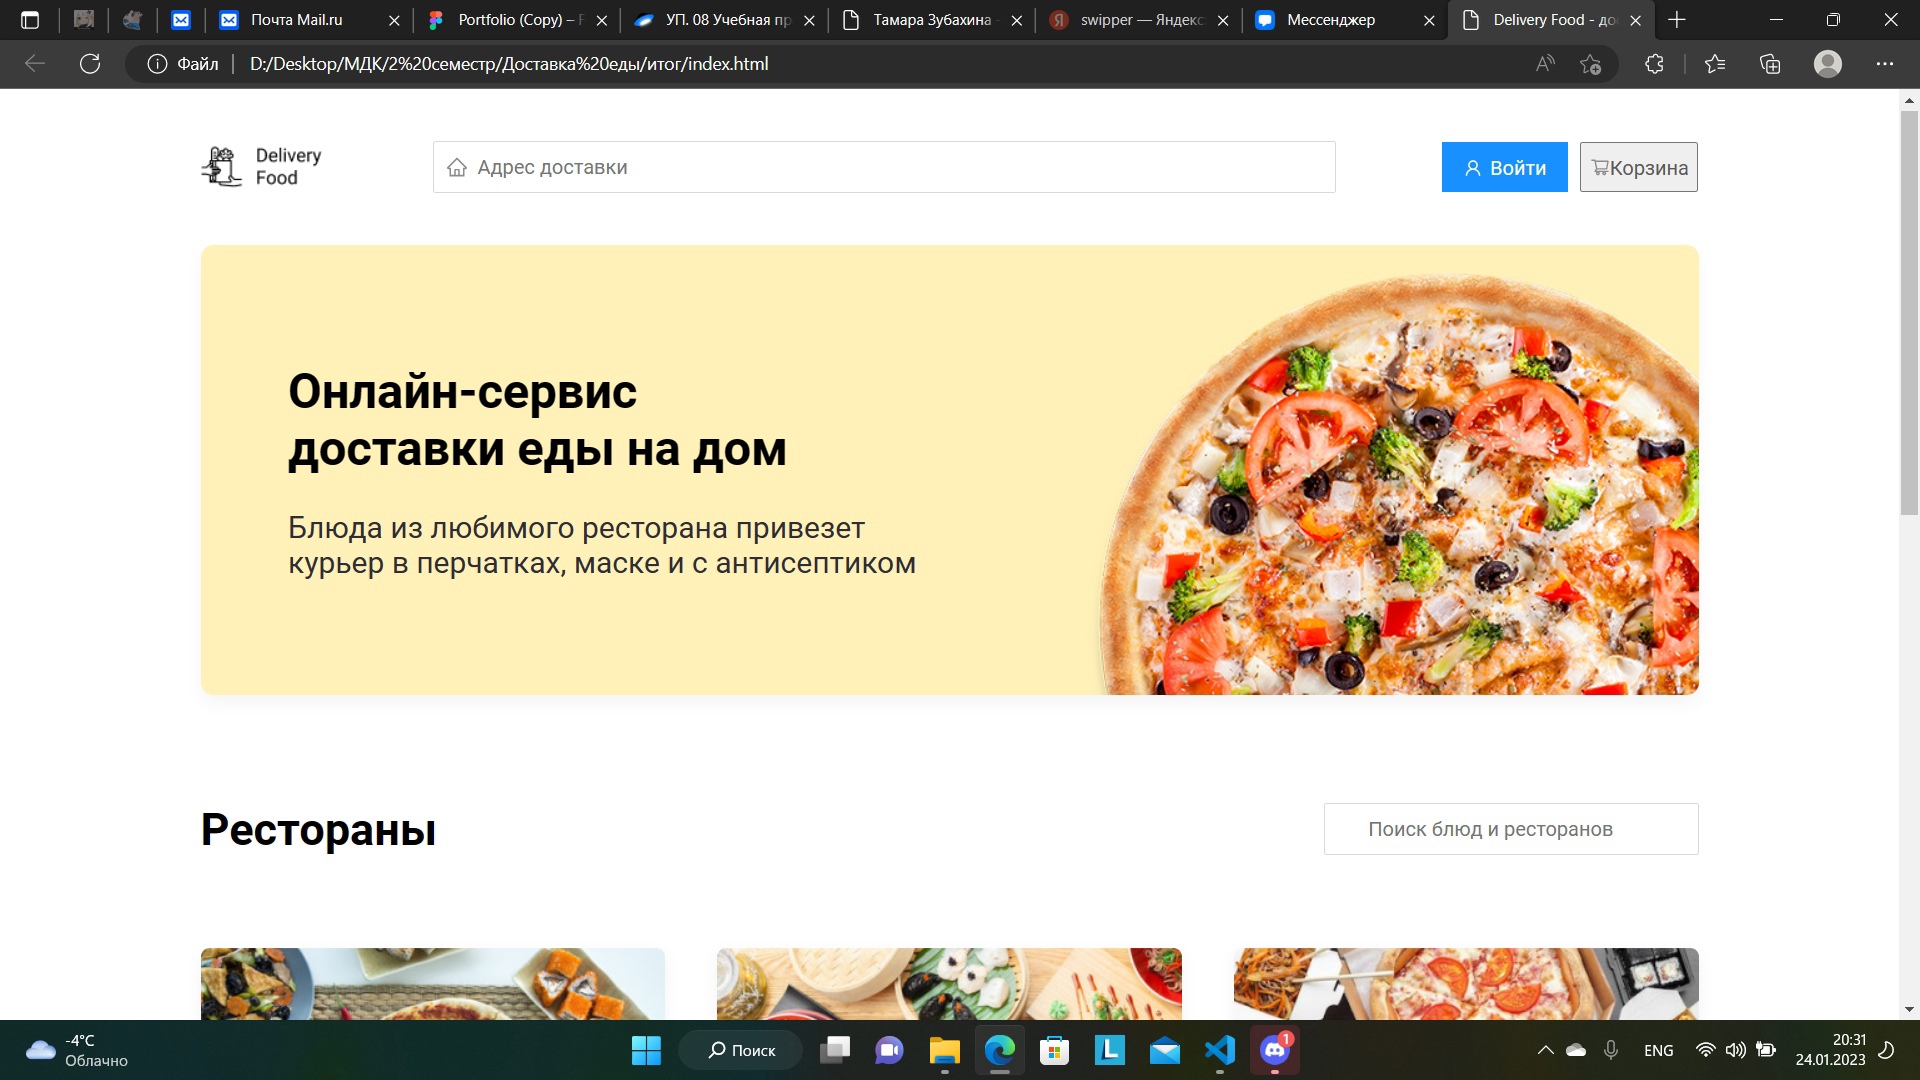 Почта Mail.ru
Portfolio (Copy) –
УП. 08 Учебная пр
Тамара Зубахина
swipper — Яндекс
Мессенджер
Delivery Food - до
Файл
D:/Desktop/МДК/2%20семестр/Доставка%20еды/итог/index.html
Delivery
Food
Адрес доставки
Войти
Корзина
Онлайн-сервис
доставки еды на дом
Блюда из любимого ресторана привезет
курьер в перчатках, маске и с антисептиком
Рестораны
Поиск блюд и ресторанов
-4°C
Облачно
Поиск
L
1
ENG
20:31
24.01.2023